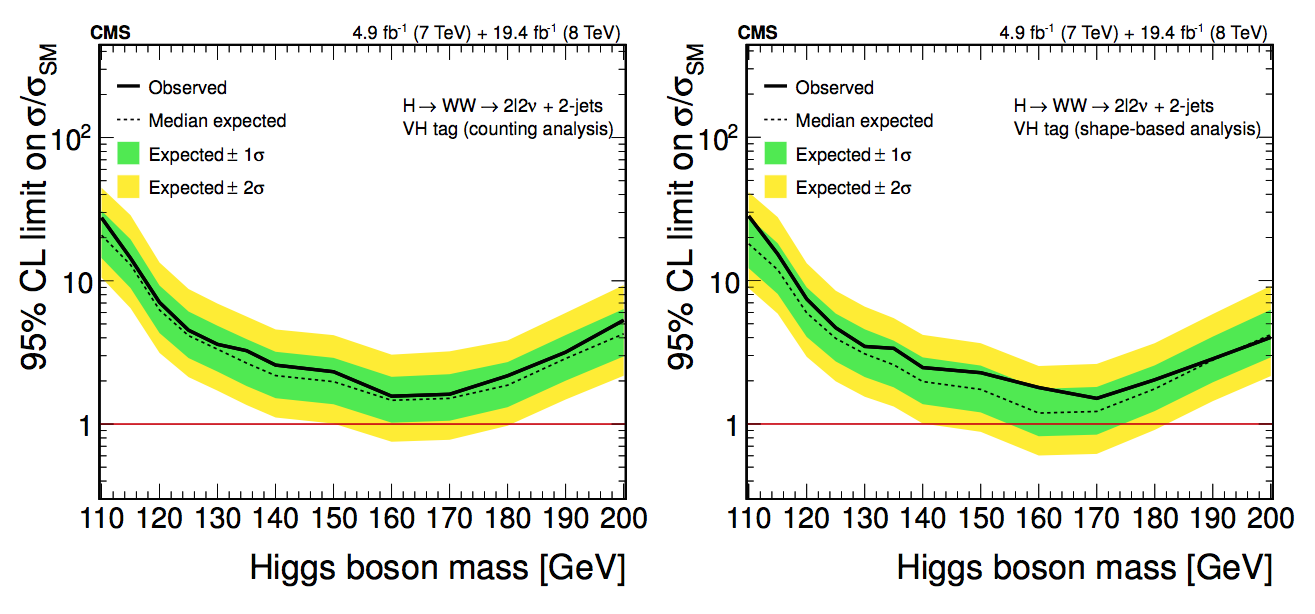 CMS 4.9 fb⁻¹ (7 TeV) + 19.4 fb⁻¹ (8 TeV)
95% CL limit on σ/σSM
Observed
Median expected
Expected ± 1σ
Expected ± 2σ
H → WW → 2l2ν + 2-jets
VH tag (counting analysis)
10²
10
1
110 120 130 140 150 160 170 180 190 200
Higgs boson mass [GeV]
CMS 4.9 fb⁻¹ (7 TeV) + 19.4 fb⁻¹ (8 TeV)
95% CL limit on σ/σSM
Observed
Median expected
Expected ± 1σ
Expected ± 2σ
H → WW → 2l2ν + 2-jets
VH tag (shape-based analysis)
10²
10
1
110 120 130 140 150 160 170 180 190 200
Higgs boson mass [GeV]